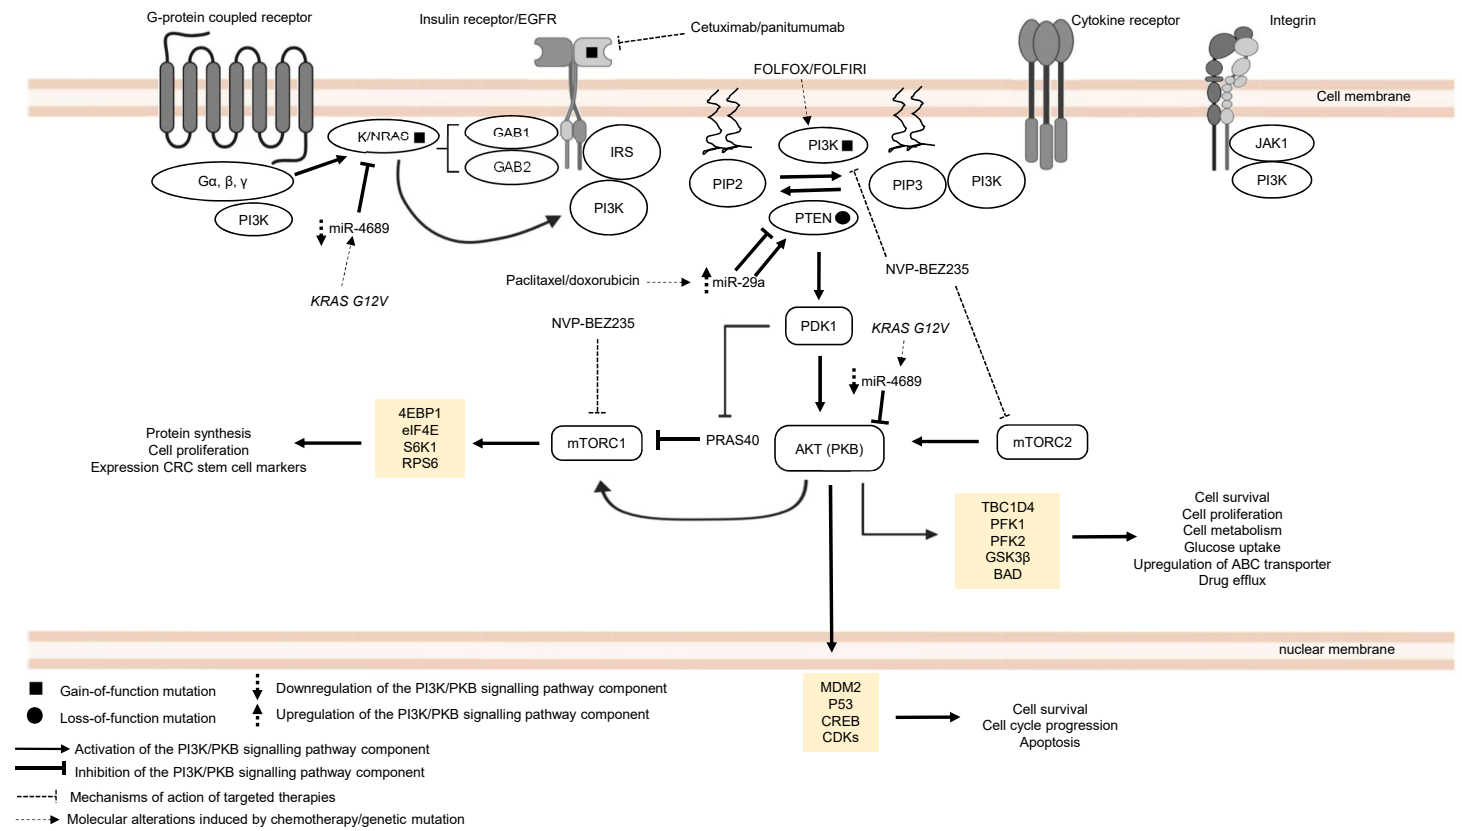 G-protein coupled receptor
Insulin receptor/EGFR
Cetuximab/panitumumab
Cytokine receptor
Integrin
FOLFOX/FOLFIRI
Cell membrane
K/NRAS
GAB1
GAB2
IRS
PI3K
PI3K
PIP2
PIP3
PI3K
JAK1
PI3K
Gα, β, γ
PI3K
PTEN
miR-4689
KRAS G12V
Paclitaxel/doxorubicin
miR-29a
NVP-BEZ235
NVP-BEZ235
PDK1
KRAS G12V
miR-4689
4EBP1
eIF4E
S6K1
RPS6
Protein synthesis
Cell proliferation
Expression CRC stem cell markers
mTORC1
PRAS40
AKT (PKB)
mTORC2
TBC1D4
PFK1
PFK2
GSK3β
BAD
Cell survival
Cell proliferation
Cell metabolism
Glucose uptake
Upregulation of ABC transporter
Drug efflux
nuclear membrane
MDM2
P53
CREB
CDKs
Cell survival
Cell cycle progression
Apoptosis
Gain-of-function mutation
Loss-of-function mutation
Downregulation of the PI3K/PKB signalling pathway component
Upregulation of the PI3K/PKB signalling pathway component
Activation of the PI3K/PKB signalling pathway component
Inhibition of the PI3K/PKB signalling pathway component
Mechanisms of action of targeted therapies
Molecular alterations induced by chemotherapy/genetic mutation